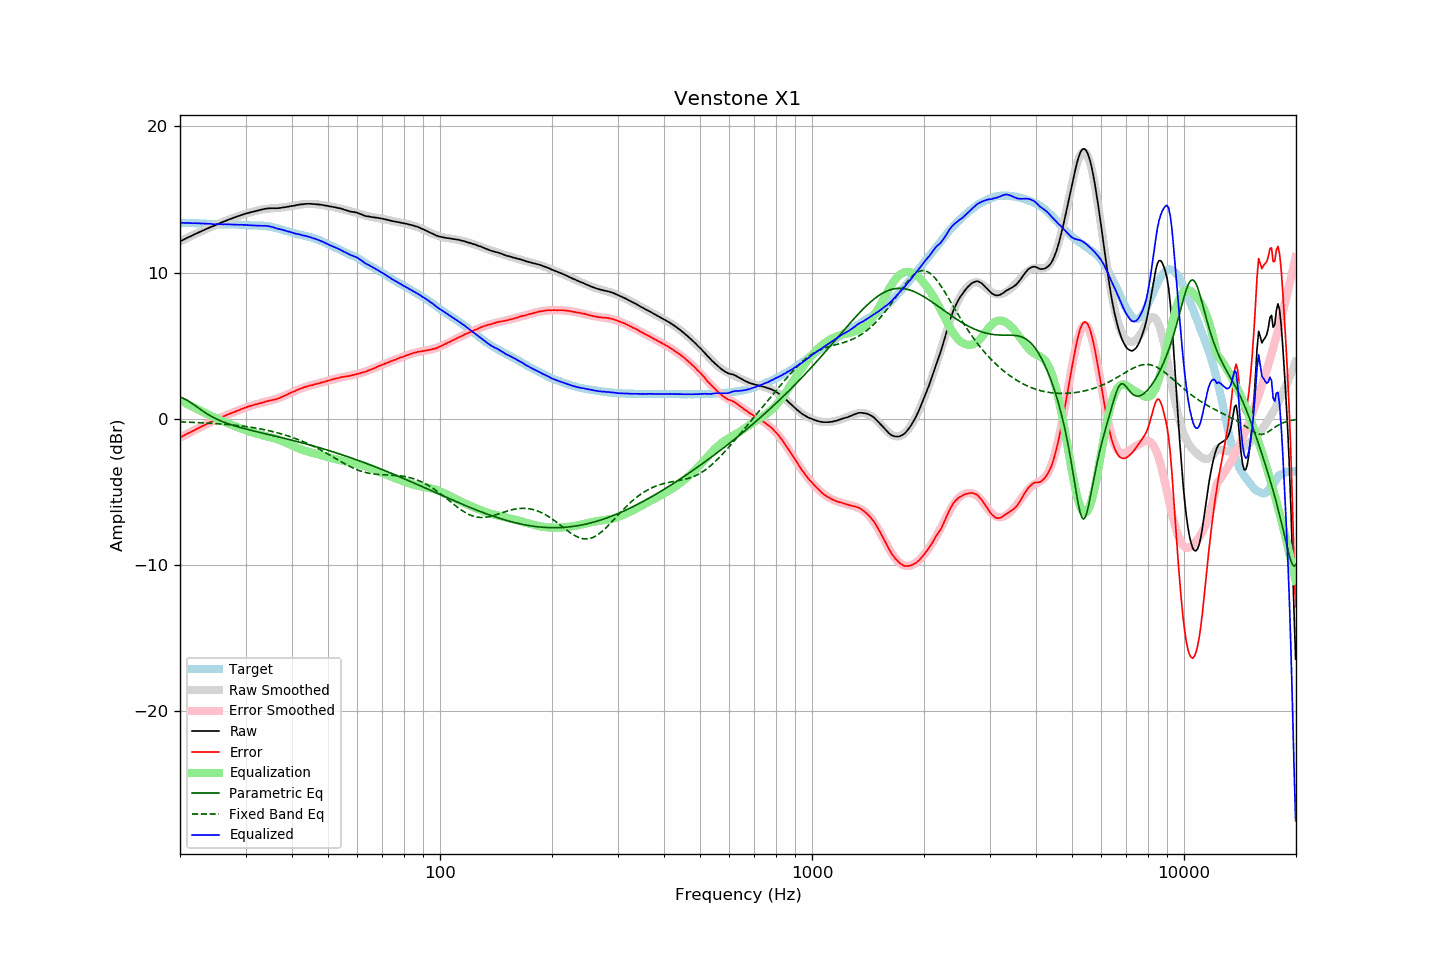 Venstone X1
20
10
0
−10
−20
Amplitude (dBr)
Target
Raw Smoothed
Error Smoothed
Raw
Error
Equalization
Parametric Eq
Fixed Band Eq
Equalized
100
1000
10000
Frequency (Hz)